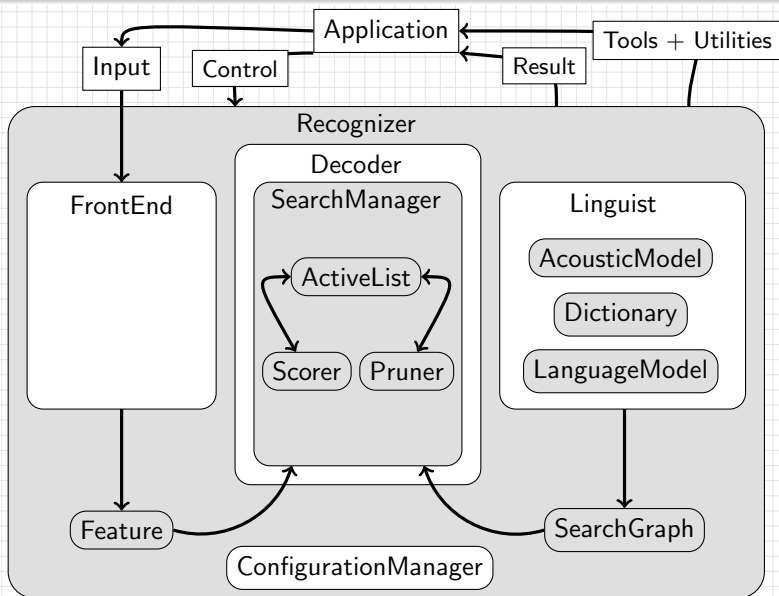 Application
Tools + Utilities
Input
Control
Result
Recognizer
Decoder
FrontEnd
SearchManager
Linguist
ActiveList
AcousticModel
Dictionary
Scorer
Pruner
LanguageModel
Feature
SearchGraph
ConfigurationManager